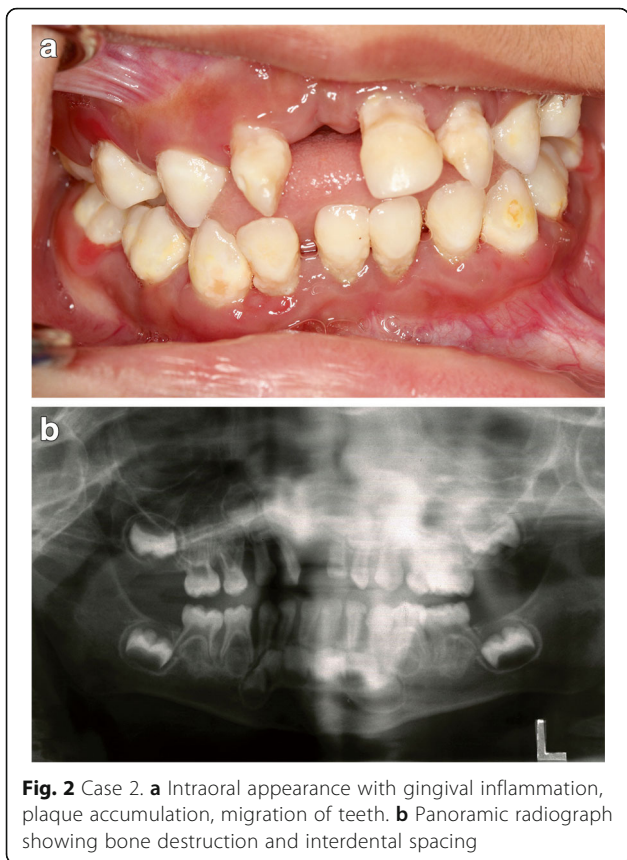 a
b
L
Fig. 2 Case 2. a Intraoral appearance with gingival inflammation,
plaque accumulation, migration of teeth. b Panoramic radiograph
showing bone destruction and interdental spacing